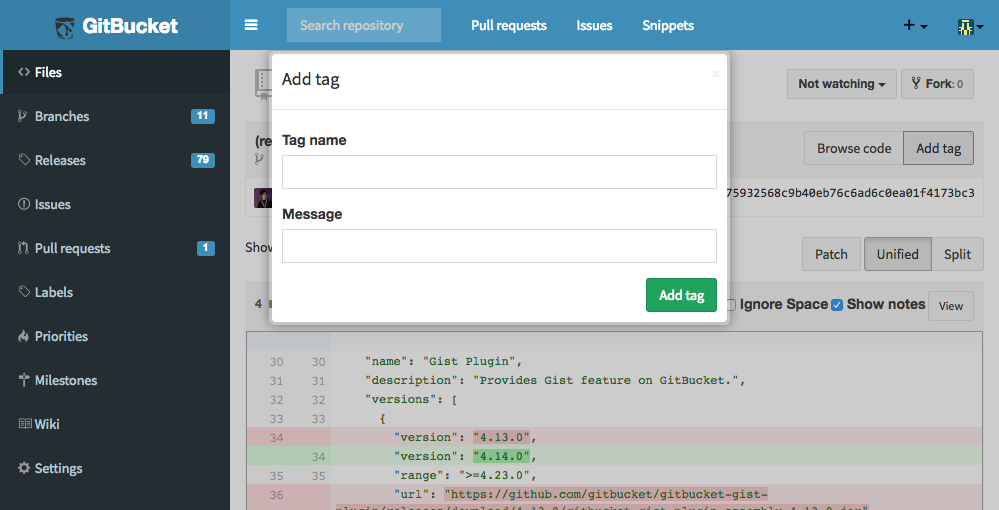 GitBucket
Search repository
Pull requests
Issues
Snippets
Files
Branches 11
Releases 79
Issues
Pull requests 1
Labels
Priorities
Milestones
Wiki
Settings
Add tag
×
Tag name
Message
Add tag
Not watching
Fork: 0
(re
Browse code
Add tag
75932568c9b40eb76c6ad6c0ea01f4173bc3
Show
Patch
Unified
Split
4
Ignore Space
Show notes
View
30 30 "name": "Gist Plugin",
31 31 "description": "Provides Gist feature on GitBucket.",
32 32 "versions": [
33 33 {
34 "version": "4.13.0",
34 "version": "4.14.0",
35 35 "range": ">=4.23.0",
36 "url": "https://github.com/gitbucket/gitbucket-gist-